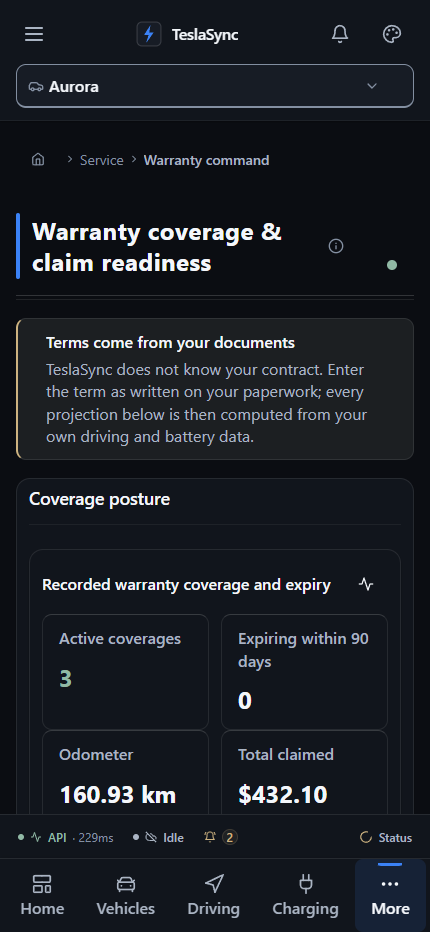 TeslaSync
Aurora
Service
Warranty command
Warranty coverage &
claim readiness
Terms come from your documents
TeslaSync does not know your contract. Enter
the term as written on your paperwork; every
projection below is then computed from your
own driving and battery data.
Coverage posture
Recorded warranty coverage and expiry
Active coverages
3
Expiring within 90
days
0
Odometer
160.93 km
Total claimed
$432.10
API · 229ms
Idle
2
Status
Home
Vehicles
Driving
Charging
More